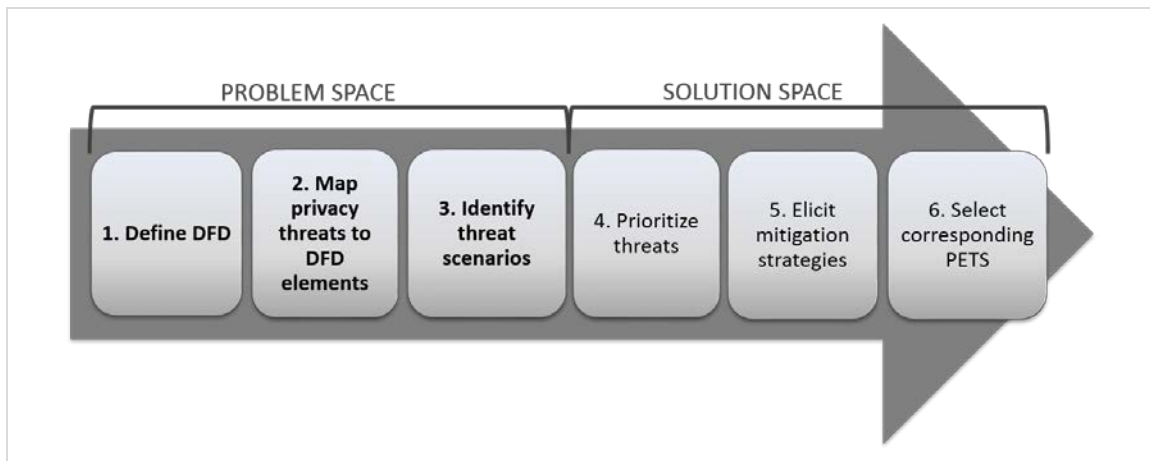 PROBLEM SPACE
SOLUTION SPACE
1. Define DFD
2. Map
privacy
threats to
DFD
elements
3. Identify
threat
scenarios
4. Prioritize
threats
5. Elicit
mitigation
strategies
6. Select
corresponding
PETS